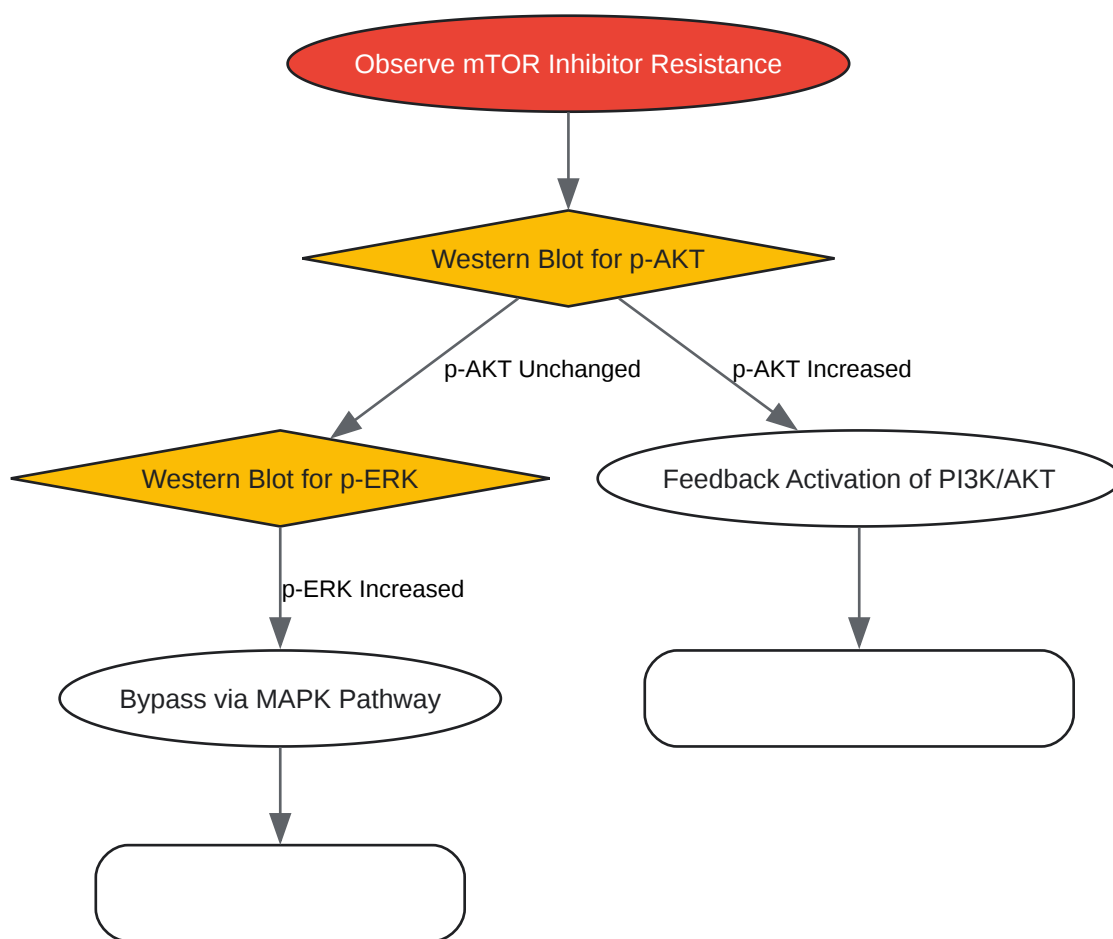 Observe mTOR Inhibitor Resistance
Western Blot for p-AKT
p-AKT Unchanged
p-AKT Increased
Western Blot for p-ERK
Feedback Activation of PI3K/AKT
p-ERK Increased
Bypass via MAPK Pathway